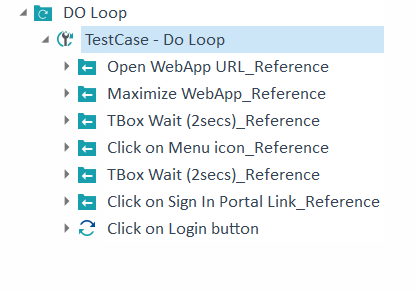 DO Loop
TestCase - Do Loop
Open WebApp URL_Reference
Maximize WebApp_Reference
TBox Wait (2secs)_Reference
Click on Menu icon_Reference
TBox Wait (2secs)_Reference
Click on Sign In Portal Link_Reference
Click on Login button